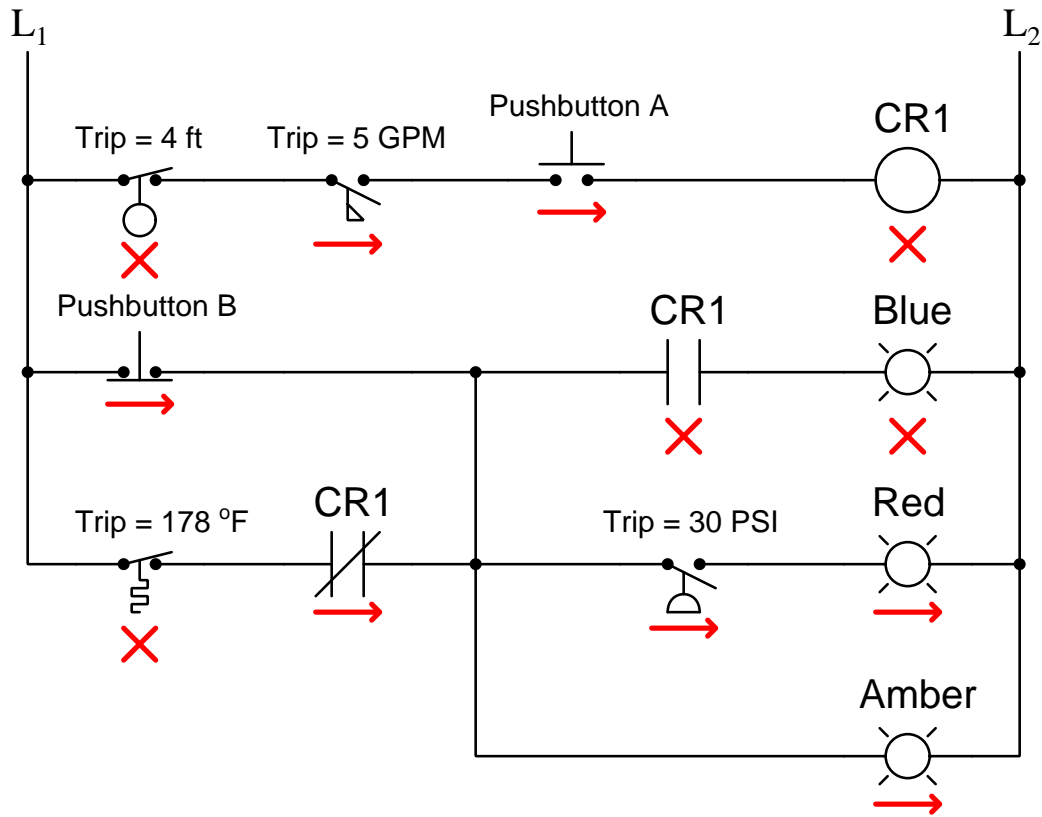 L1
L2
Pushbutton A
Trip = 4 ft
Trip = 5 GPM
CR1
Pushbutton B
CR1
Blue
Trip = 178 °F
CR1
Trip = 30 PSI
Red
Amber